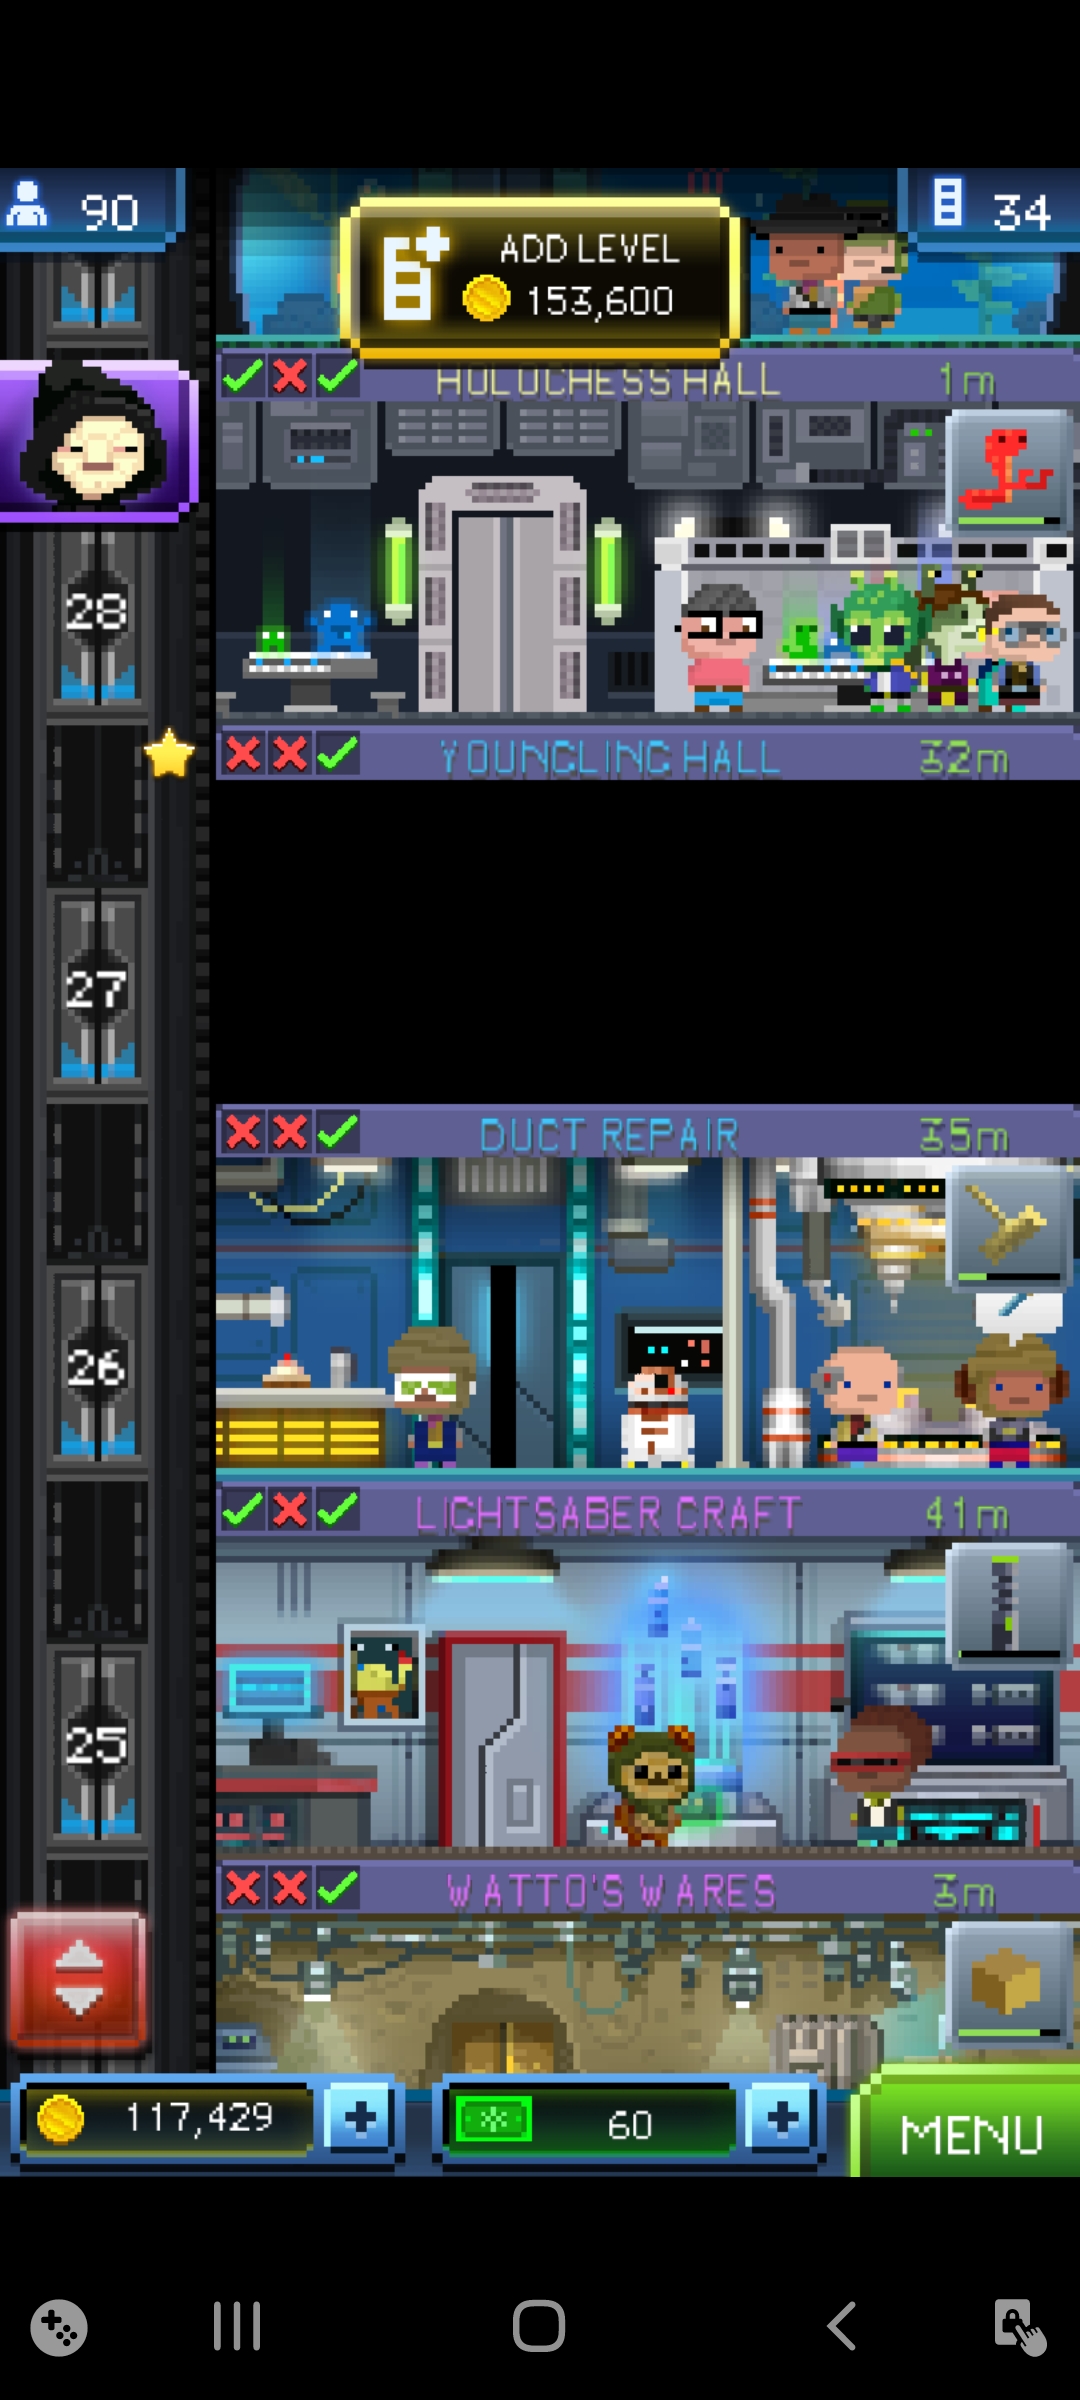 90
ADD LEVEL
153,600
34
HOLOCHESS HALL 1m
28
YOUNGLING HALL 32m
27
DUCT REPAIR 35m
26
LIGHTSABER CRAFT 41m
25
WATTO'S WARES 3m
117,429
60
MENU